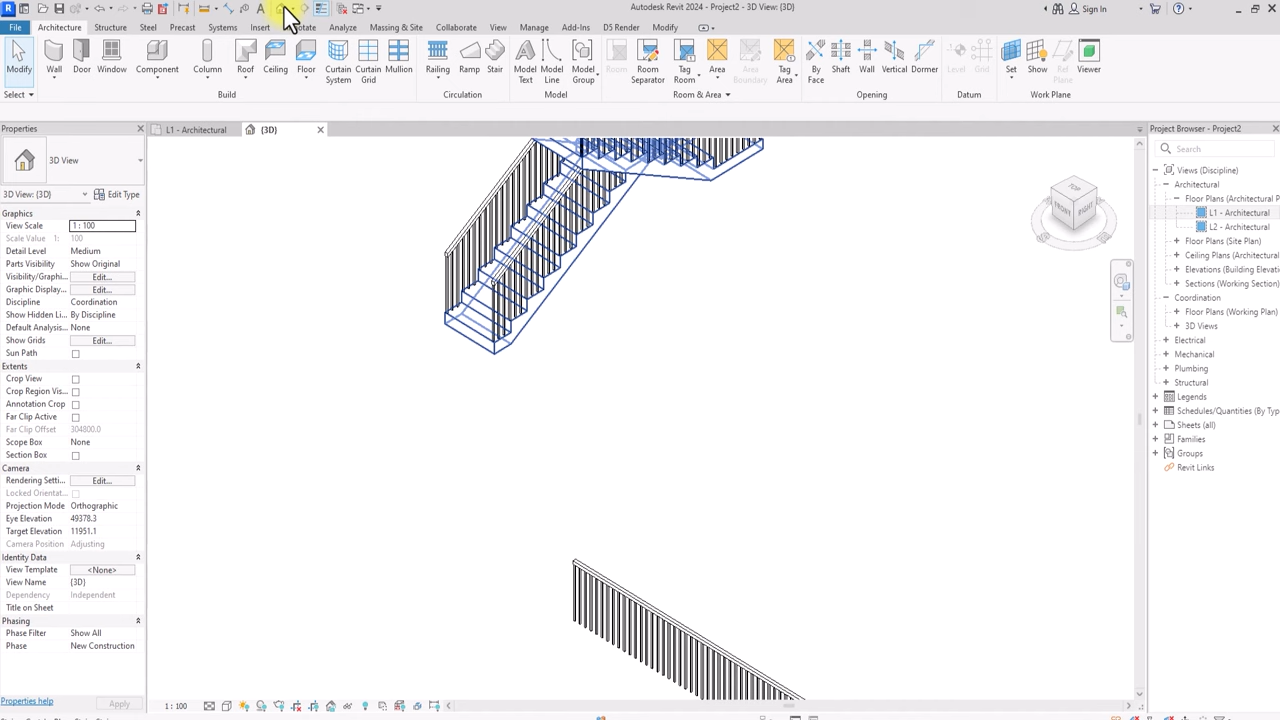 Autodesk Revit 2024 - Project2 - 3D View: {3D}
Sign In
File Architecture Structure Steel Precast Systems Insert Annotate Analyze Massing & Site Collaborate View Manage Add-Ins D5 Render Modify
Modify Wall Door Window Component Column Roof Ceiling Floor Curtain System Curtain Grid Mullion Railing Ramp Stair Model Text Model Line Model Group Room Room Separator Tag Room Area Area Boundary Tag Area By Face Shaft Wall Vertical Dormer Level Grid Set Show Ref Plane Viewer
Select Build Circulation Model Room & Area Opening Datum Work Plane
Properties
L1 - Architectural
{3D}
Project Browser - Project2
3D View
3D View: {3D}
Edit Type
Graphics
View Scale 1 : 100
Scale Value 1: 100
Detail Level Medium
Parts Visibility Show Original
Visibility/Graphi... Edit...
Graphic Display... Edit...
Discipline Coordination
Show Hidden Li... By Discipline
Default Analysis... None
Show Grids Edit...
Sun Path
Extents
Crop View
Crop Region Vis...
Annotation Crop
Far Clip Active
Far Clip Offset 304800.0
Scope Box None
Section Box
Camera
Rendering Setti... Edit...
Locked Orientat...
Projection Mode Orthographic
Eye Elevation 49378.3
Target Elevation 11951.1
Camera Position Adjusting
Identity Data
View Template <None>
View Name {3D}
Dependency Independent
Title on Sheet
Phasing
Phase Filter Show All
Phase New Construction
Properties help
Apply
1 : 100
TOP
FRONT
RIGHT
Search
Views (Discipline)
Architectural
Floor Plans (Architectural P
L1 - Architectural
L2 - Architectural
Floor Plans (Site Plan)
Ceiling Plans (Architectura
Elevations (Building Elevati
Sections (Working Section)
Coordination
Floor Plans (Working Plan)
3D Views
Electrical
Mechanical
Plumbing
Structural
Legends
Schedules/Quantities (By Typ
Sheets (all)
Families
Groups
Revit Links